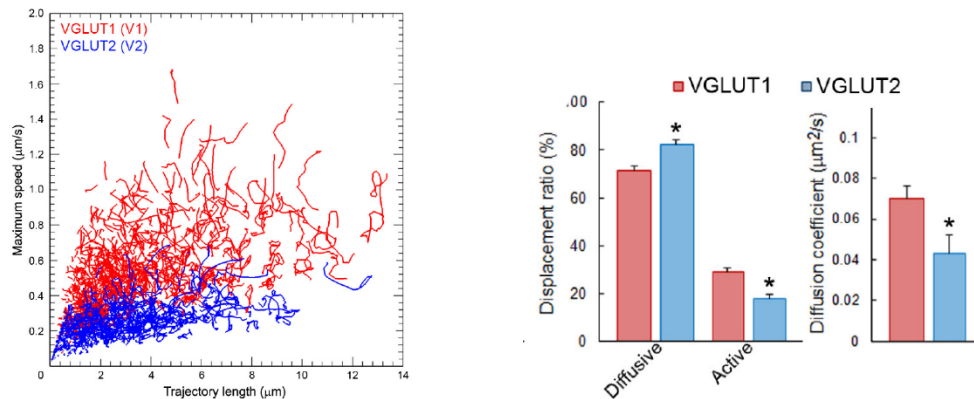 VGLUT1 (V1)
VGLUT2 (V2)
Maximum speed (μm/s)
2.0
1.8
1.6
1.4
1.2
1.0
0.8
0.6
0.4
0.2
0 2 4 6 8 10 12 14
Trajectory length (μm)
VGLUT1 VGLUT2
Displacement ratio (%)
.00
80
60
40
20
0
* *
Diffusive Active
Diffusion coefficient (μm²/s)
0.1
0.08
0.06
0.04
0.02
0
*